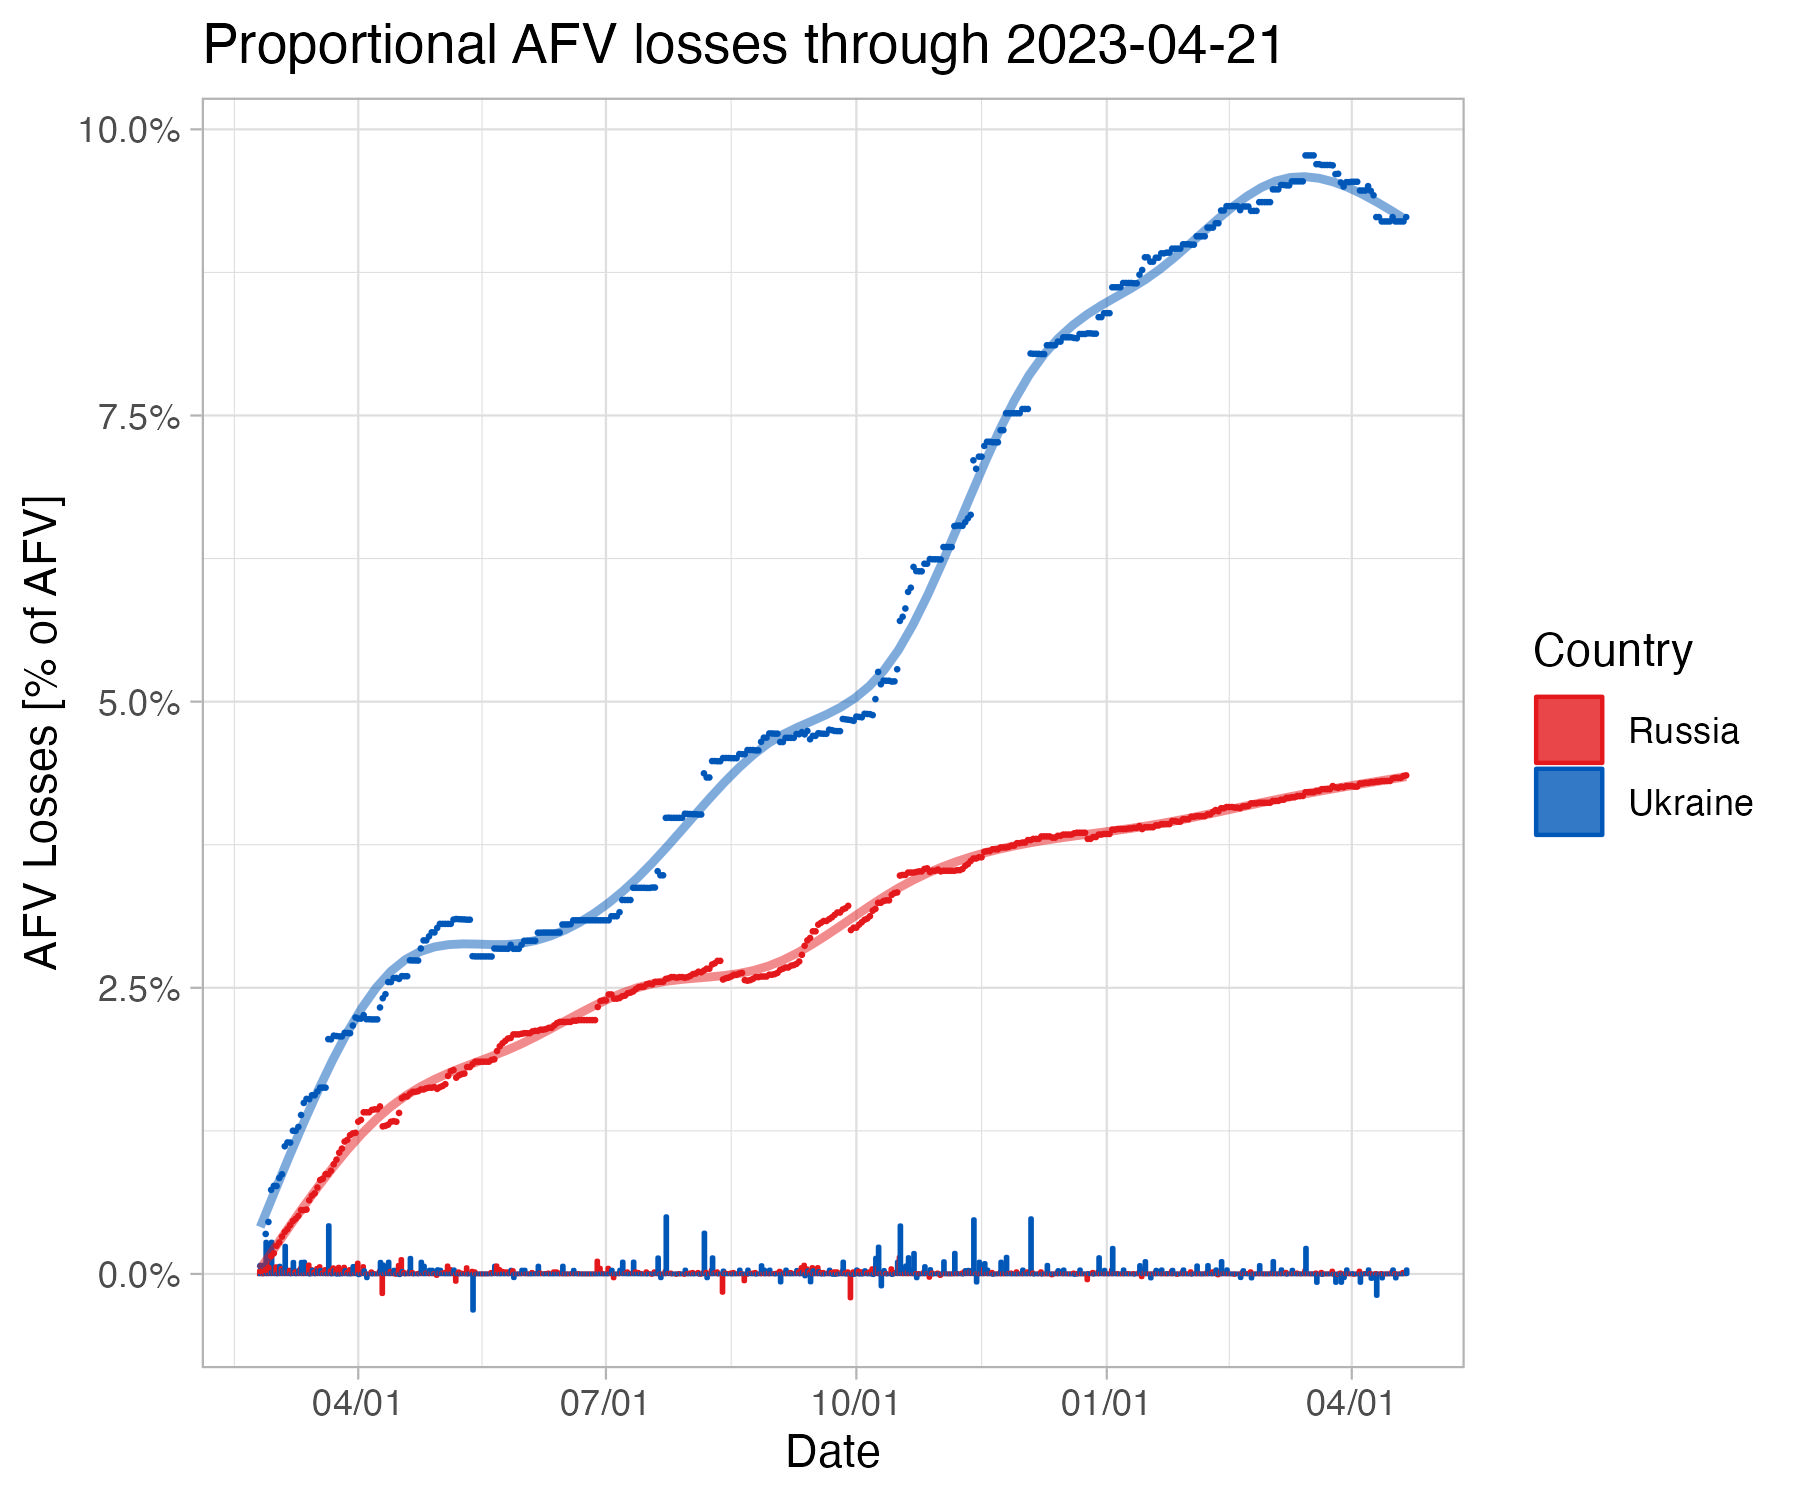 Proportional AFV losses through 2023-04-21
AFV Losses [% of AFV]
10.0%
7.5%
5.0%
2.5%
0.0%
04/01
07/01
10/01
01/01
04/01
Date
Country
Russia
Ukraine